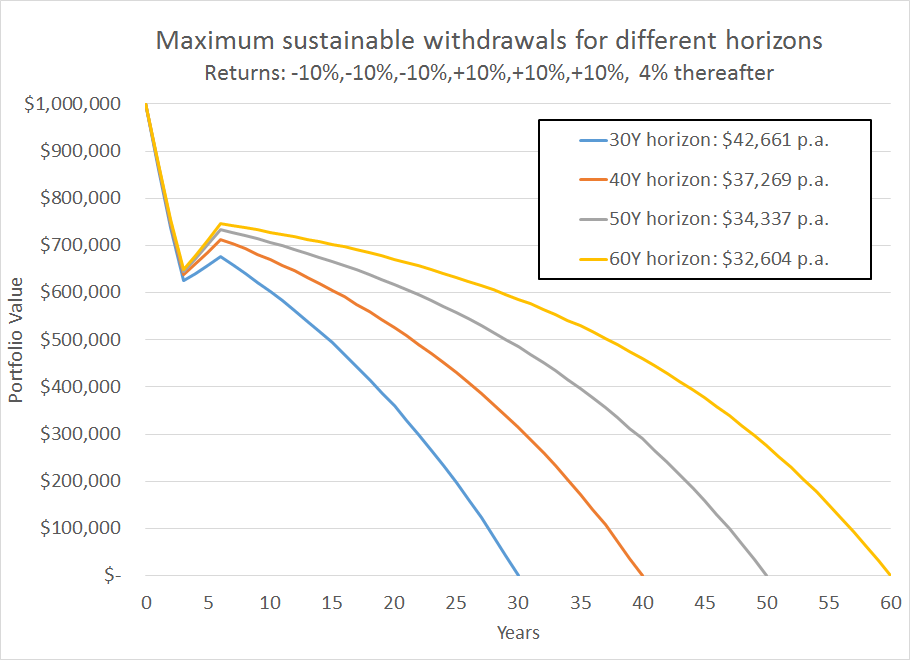 Maximum sustainable withdrawals for different horizons
Returns: -10%,-10%,-10%,+10%,+10%,+10%, 4% thereafter
$1,000,000
$900,000
$800,000
$700,000
$600,000
$500,000
$400,000
$300,000
$200,000
$100,000
$-
Portfolio Value
30Y horizon: $42,661 p.a.
40Y horizon: $37,269 p.a.
50Y horizon: $34,337 p.a.
60Y horizon: $32,604 p.a.
0 5 10 15 20 25 30 35 40 45 50 55 60
Years